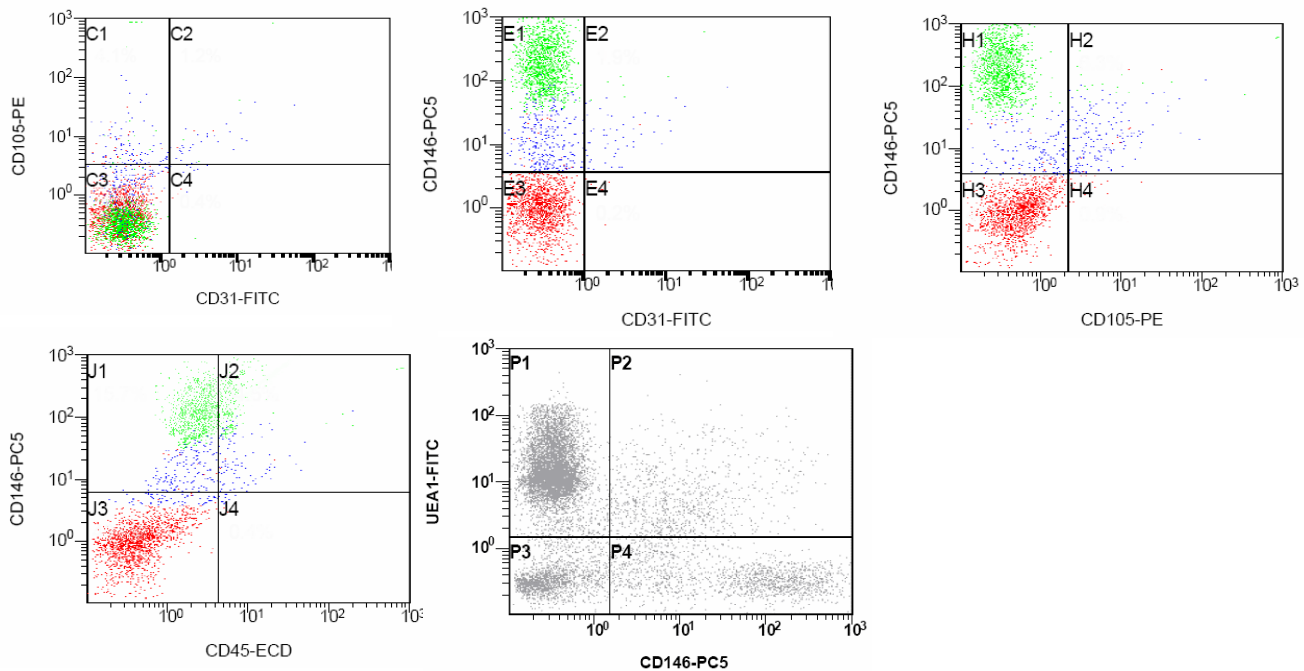 10³ C1 C2
10² CD105-PE
10¹
10⁰ C3 C4
10⁰ 10¹ 10² 1
CD31-FITC
10³ E1 E2
10² CD146-PC5
10¹
10⁰ E3 E4
10⁰ 10¹ 10² 1
CD31-FITC
10³ H1 H2
10² CD146-PC5
10¹
10⁰ H3 H4
10⁰ 10¹ 10² 10³
CD105-PE
10³ J1 J2
10² CD146-PC5
10¹
10⁰ J3 J4
10⁰ 10¹ 10² 10³
CD45-ECD
10³ P1 P2
10² UEA1-FITC
10¹
10⁰ P3 P4
10⁰ 10¹ 10² 10³
CD146-PC5